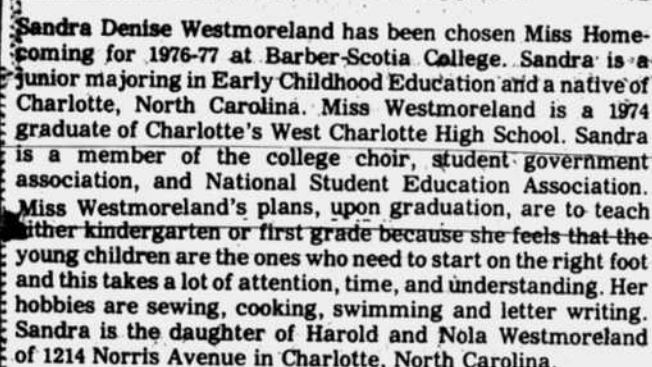 Sandra Denise Westmoreland has been chosen Miss Home-
coming for 1976-77 at Barber-Scotia College. Sandra is a
junior majoring in Early Childhood Education and a native of
Charlotte, North Carolina. Miss Westmoreland is a 1974
graduate of Charlotte's West Charlotte High School. Sandra
is a member of the college choir, student government
association, and National Student Education Association.
Miss Westmoreland's plans, upon graduation, are to teach
either kindergarten or first grade because she feels that the
young children are the ones who need to start on the right foot
and this takes a lot of attention, time, and understanding. Her
hobbies are sewing, cooking, swimming and letter writing.
Sandra is the daughter of Harold and Nola Westmoreland
of 1214 Norris Avenue in Charlotte, North Carolina.